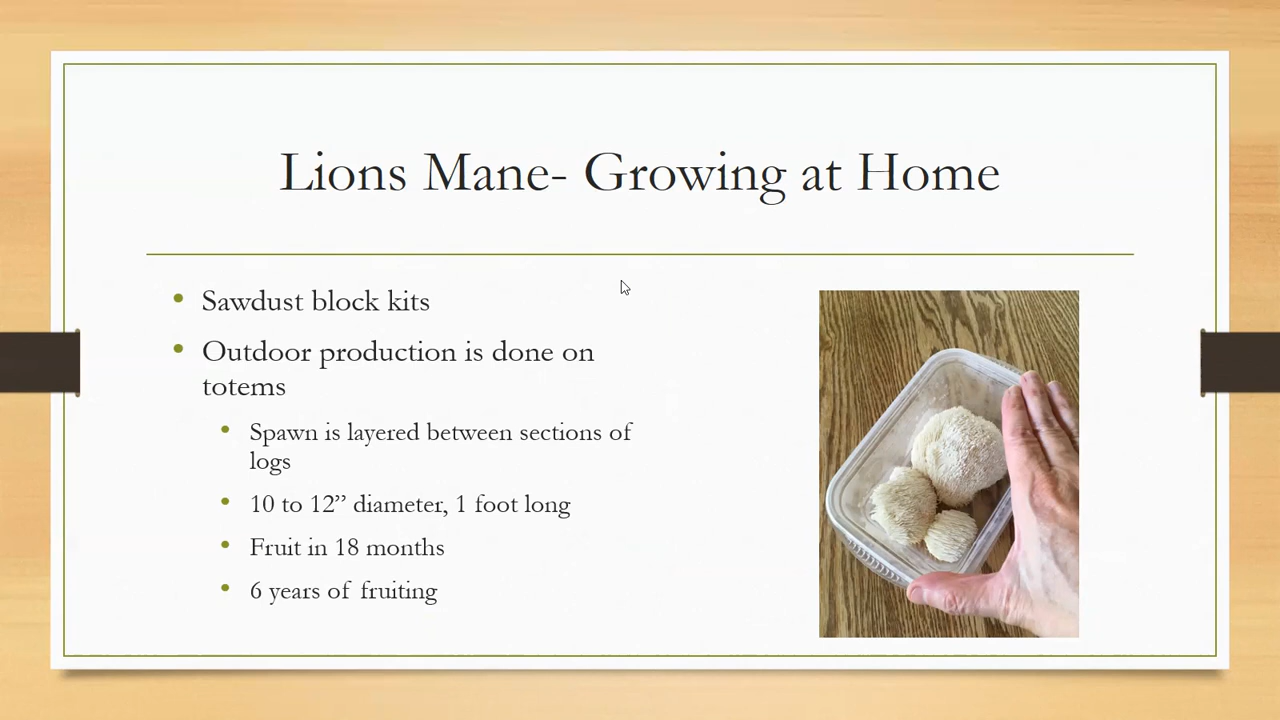 Lions Mane- Growing at Home
• Sawdust block kits
• Outdoor production is done on
totems
• Spawn is layered between sections of
logs
• 10 to 12” diameter, 1 foot long
• Fruit in 18 months
• 6 years of fruiting